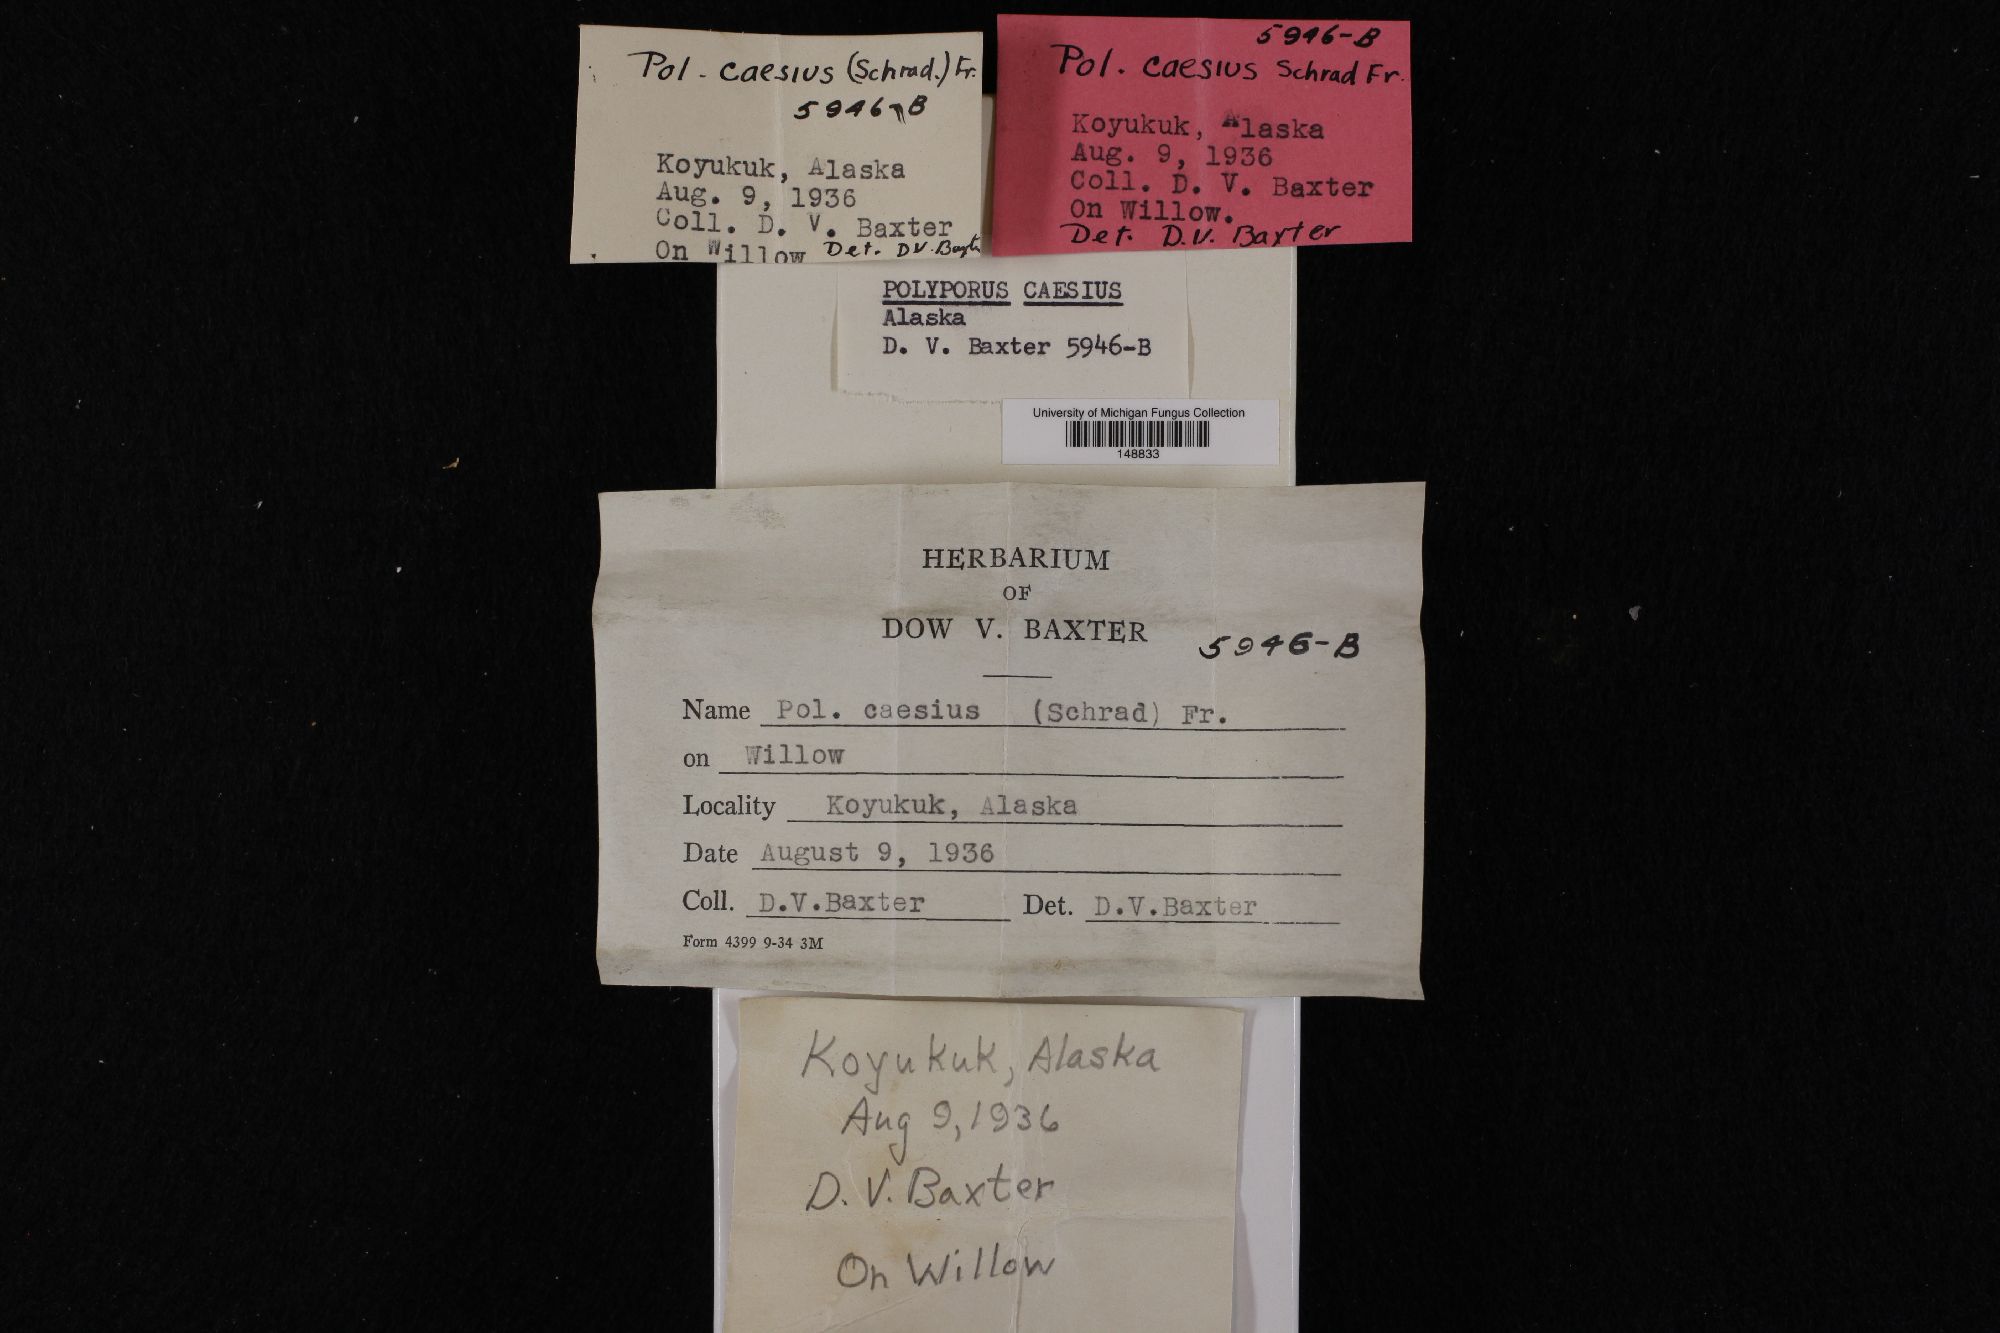 Pol. caesius (Schrad.) Fr.
5946-B
Koyukuk, Alaska
Aug. 9, 1936
Coll. D. V. Baxter
On Willow Det. D.V. Baxte
5946-B
Pol. caesius Schrad Fr.
Koyukuk, Alaska
Aug. 9, 1936
Coll. D. V. Baxter
On Willow.
Det. D.V. Baxter
POLYPORUS CAESIUS
Alaska
D. V. Baxter 5946-B
University of Michigan Fungus Collection
148833
HERBARIUM
OF
DOW V. BAXTER
5946-B
Name Pol. caesius (Schrad) Fr.
on Willow
Locality Koyukuk, Alaska
Date August 9, 1936
Coll. D.V.Baxter Det. D.V.Baxter
Form 4399 9-34 3M
Koyukuk, Alaska
Aug 9, 1936
D. V. Baxter
On Willow